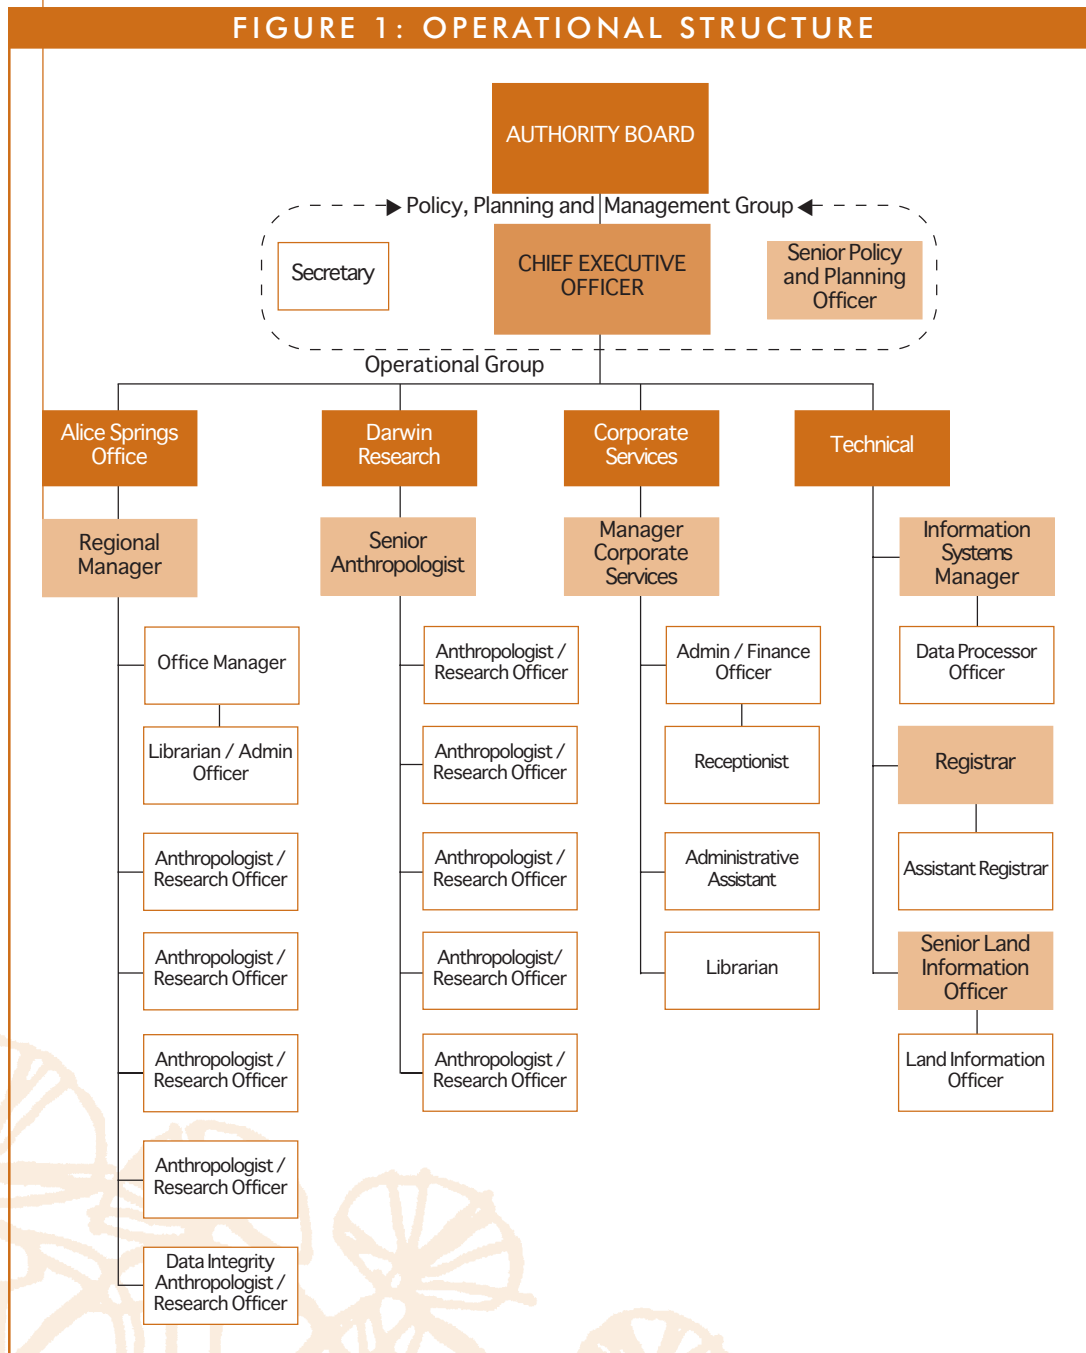 FIGURE 1: OPERATIONAL STRUCTURE
AUTHORITY BOARD
Policy, Planning and Management Group
Secretary
CHIEF EXECUTIVE
OFFICER
Senior Policy
and Planning
Officer
Operational Group
Alice Springs
Office
Darwin
Research
Corporate
Services
Technical
Regional
Manager
Senior
Anthropologist
Manager
Corporate
Services
Information
Systems
Manager
Office Manager
Anthropologist /
Research Officer
Admin / Finance
Officer
Data Processor
Officer
Librarian / Admin
Officer
Anthropologist /
Research Officer
Receptionist
Registrar
Anthropologist /
Research Officer
Anthropologist /
Research Officer
Administrative
Assistant
Assistant Registrar
Anthropologist /
Research Officer
Anthropologist/
Research Officer
Librarian
Senior Land
Information
Officer
Anthropologist /
Research Officer
Anthropologist /
Research Officer
Land Information
Officer
Anthropologist /
Research Officer
Data Integrity
Anthropologist /
Research Officer